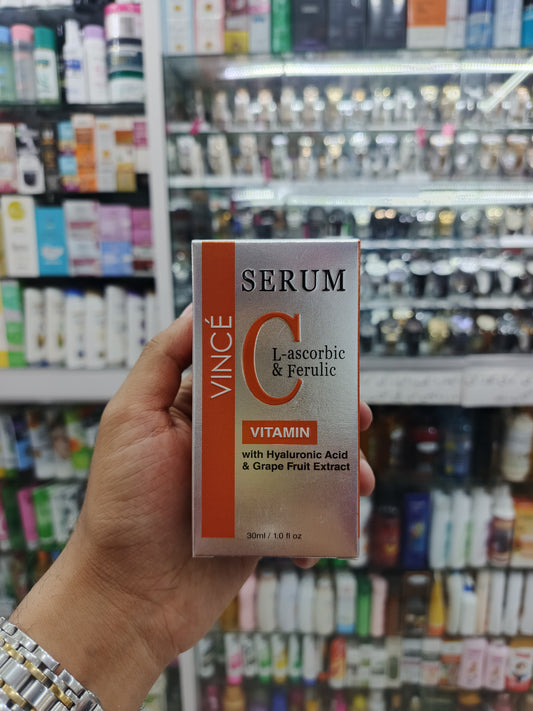 SERUM
VINCÉ
C
L-ascorbic
& Ferulic
VITAMIN
with Hyaluronic Acid
& Grape Fruit Extract
30ml / 1.0 fl oz